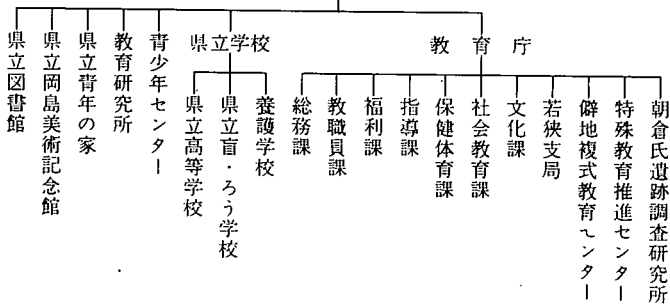 県立図書館
県立岡島美術記念館
県立青年の家
教育研究所
青少年センター
県立学校
県立高等学校
県立盲・ろう学校
養護学校
教育庁
総務課
教職員課
福利課
指導課
保健体育課
社会教育課
文化課
若狭支局
僻地複式教育センター
特殊教育推進センター
朝倉氏遺跡調査研究所